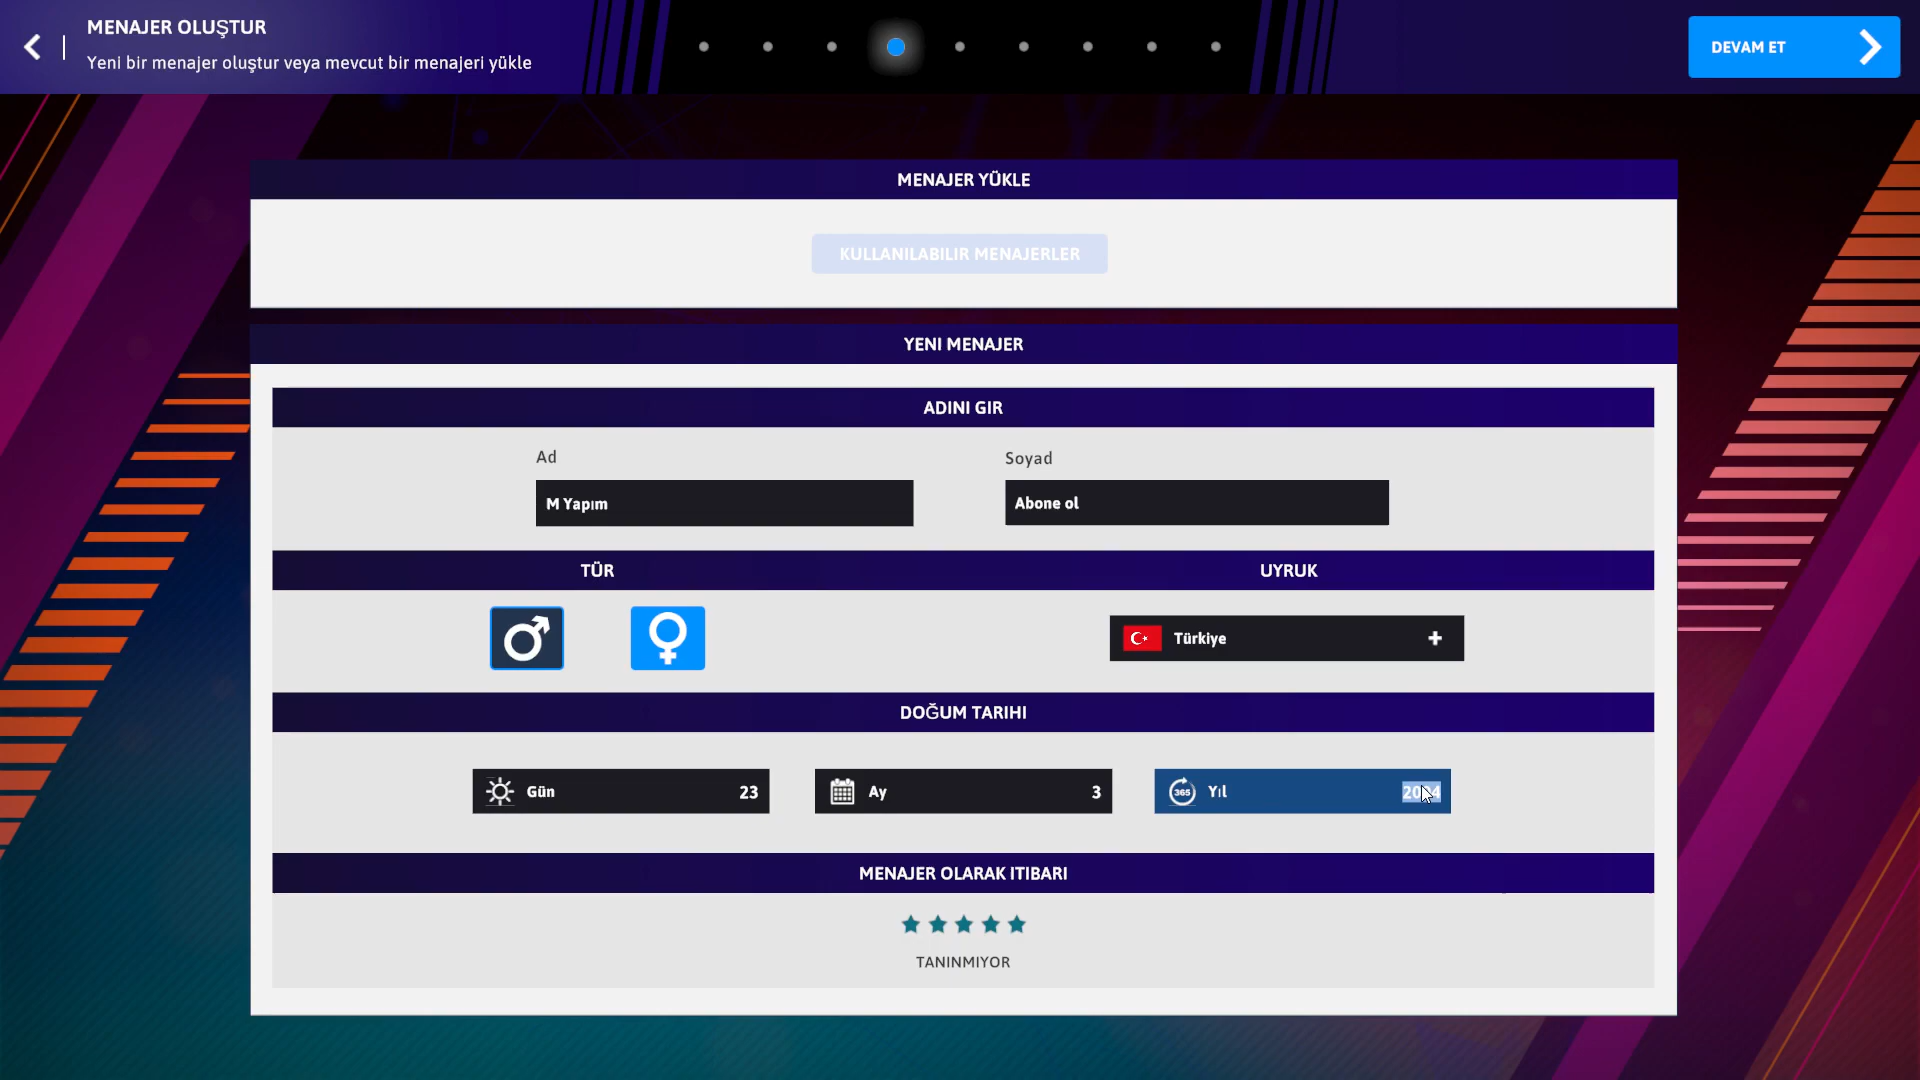 MENAJER OLUŞTUR
Yeni bir menajer oluştur veya mevcut bir menajeri yükle
DEVAM ET
MENAJER YÜKLE
KULLANILABILIR MENAJERLER
YENI MENAJER
ADINI GIR
Ad
Soyad
M Yapım
Abone ol
TÜR
UYRUK
Türkiye
DOĞUM TARIHI
Gün 23
Ay 3
365 Yıl
MENAJER OLARAK ITIBARI
TANINMIYOR